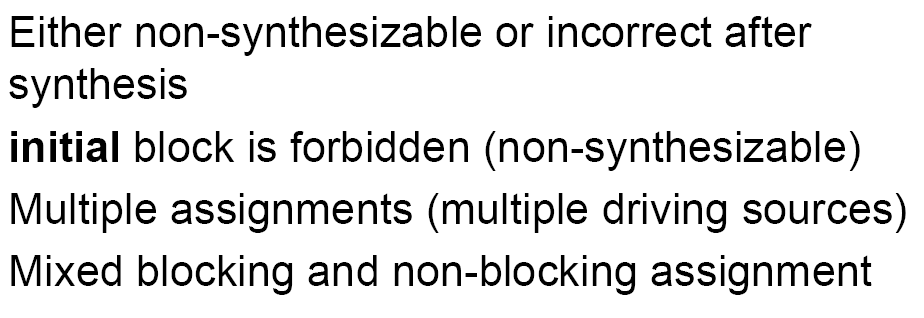 Either non-synthesizable or incorrect after
synthesis
initial block is forbidden (non-synthesizable)
Multiple assignments (multiple driving sources)
Mixed blocking and non-blocking assignment